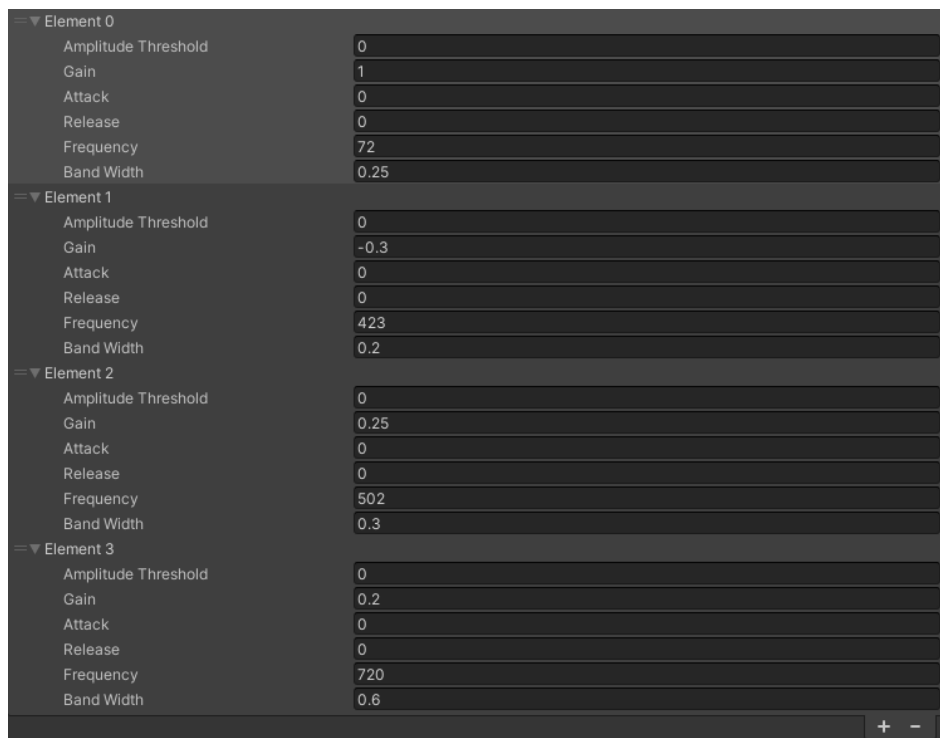 Element 0
Amplitude Threshold 0
Gain 1
Attack 0
Release 0
Frequency 72
Band Width 0.25
Element 1
Amplitude Threshold 0
Gain -0.3
Attack 0
Release 0
Frequency 423
Band Width 0.2
Element 2
Amplitude Threshold 0
Gain 0.25
Attack 0
Release 0
Frequency 502
Band Width 0.3
Element 3
Amplitude Threshold 0
Gain 0.2
Attack 0
Release 0
Frequency 720
Band Width 0.6
+ -